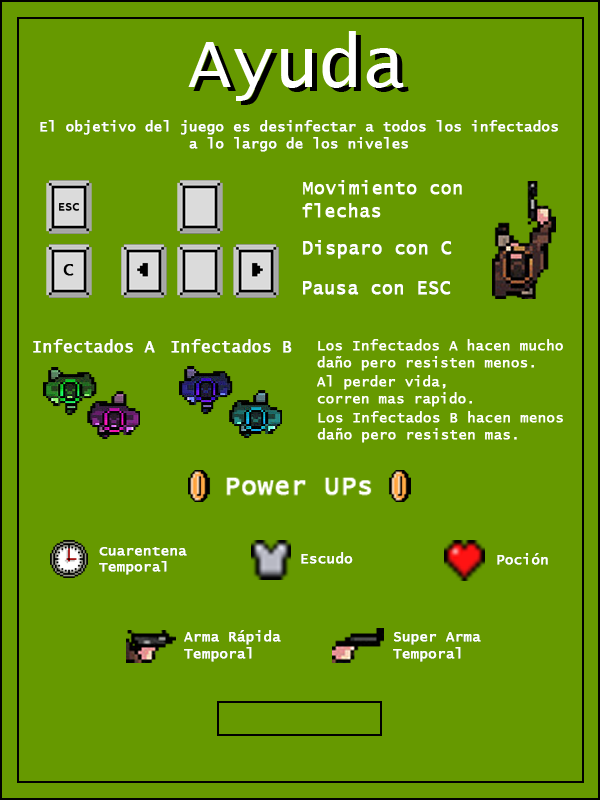 Ayuda
El objetivo del juego es desinfectar a todos los infectados
a lo largo de los niveles
ESC
C
Movimiento con
flechas
Disparo con C
Pausa con ESC
Infectados A
Infectados B
Los Infectados A hacen mucho
daño pero resisten menos.
Al perder vida,
corren mas rapido.
Los Infectados B hacen menos
daño pero resisten mas.
Power UPs
Cuarentena
Temporal
Escudo
Poción
Arma Rápida
Temporal
Super Arma
Temporal